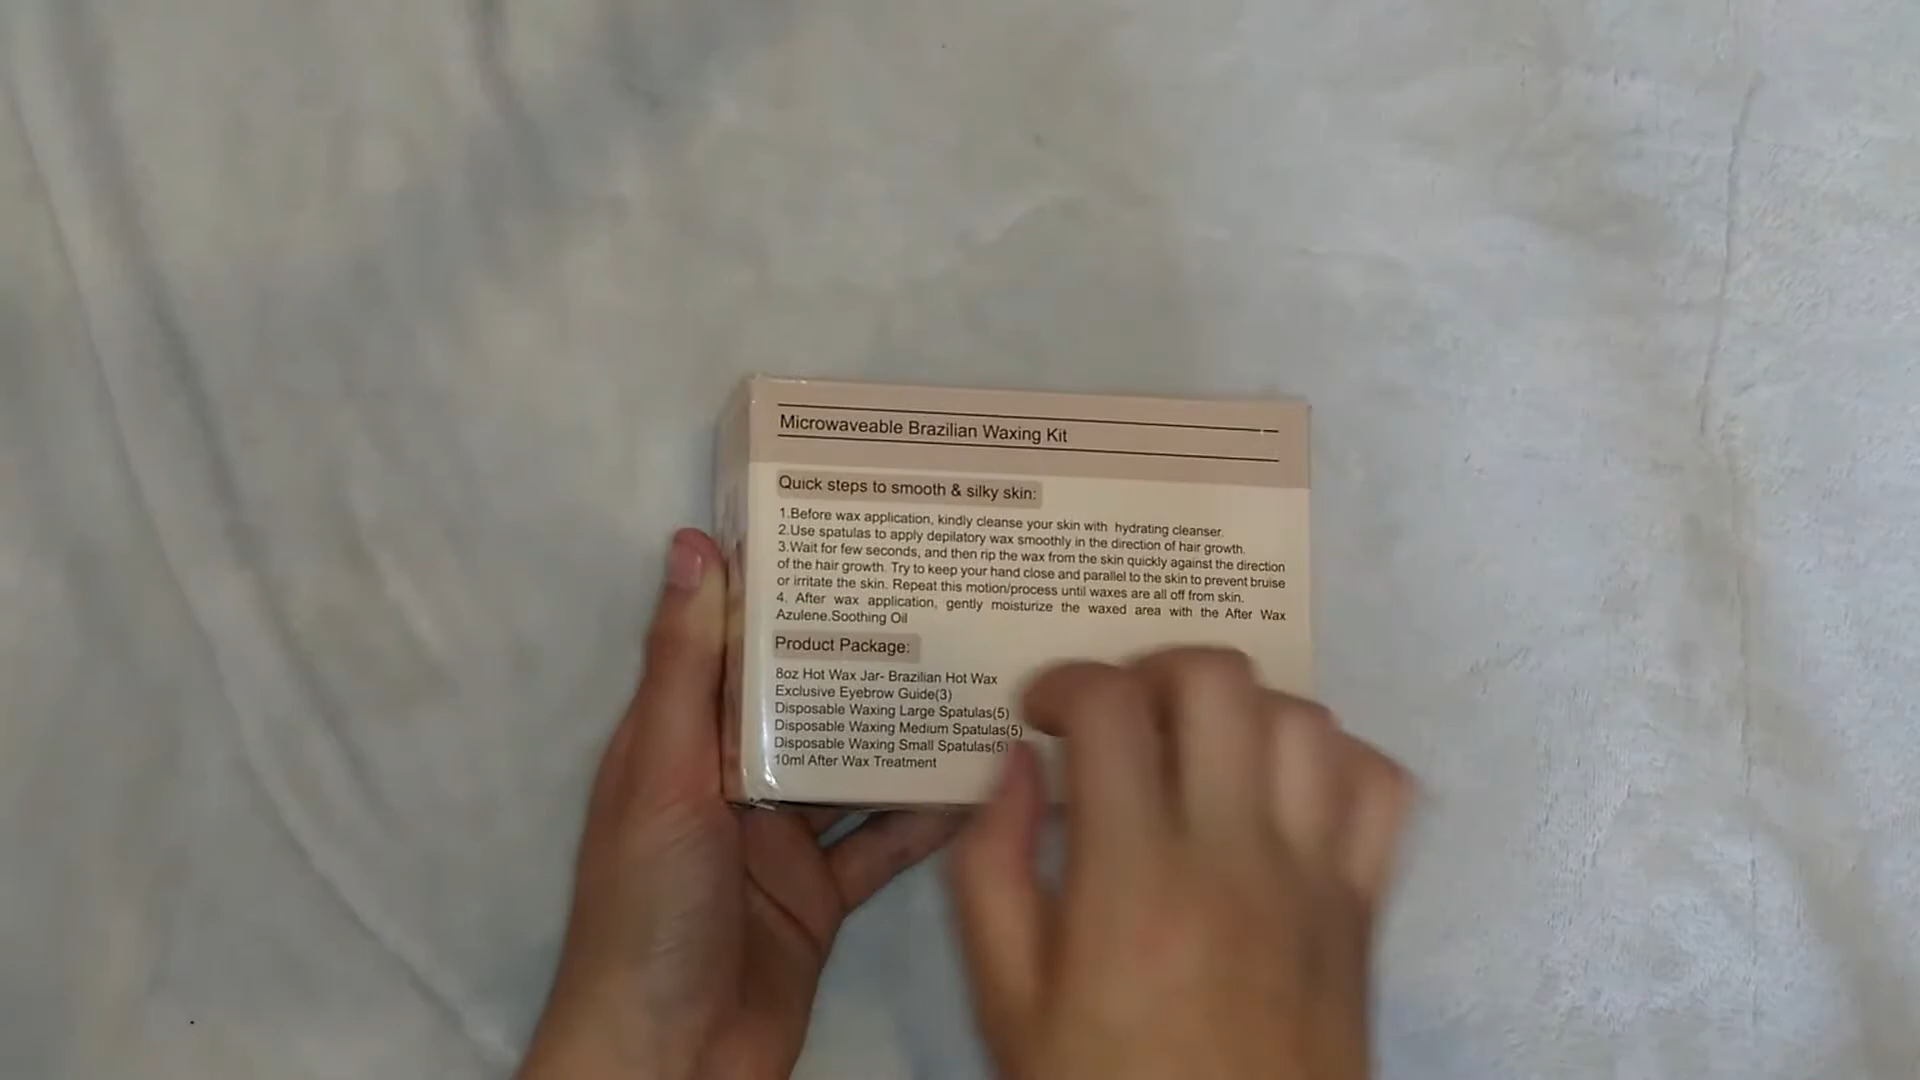 Microwaveable Brazilian Waxing Kit
Quick steps to smooth & silky skin:
1.Before wax application, kindly cleanse your skin with hydrating cleanser.
2.Use spatulas to apply depilatory wax smoothly in the direction of hair growth.
3.Wait for few seconds, and then rip the wax from the skin quickly against the direction
of the hair growth. Try to keep your hand close and parallel to the skin to prevent bruise
or irritate the skin. Repeat this motion/process until waxes are all off from skin.
4. After wax application, gently moisturize the waxed area with the After Wax
Azulene.Soothing Oil
Product Package:
8oz Hot Wax Jar- Brazilian Hot Wax
Exclusive Eyebrow Guide(3)
Disposable Waxing Large Spatulas(5)
Disposable Waxing Medium Spatulas(5)
Disposable Waxing Small Spatulas(5)
10ml After Wax Treatment